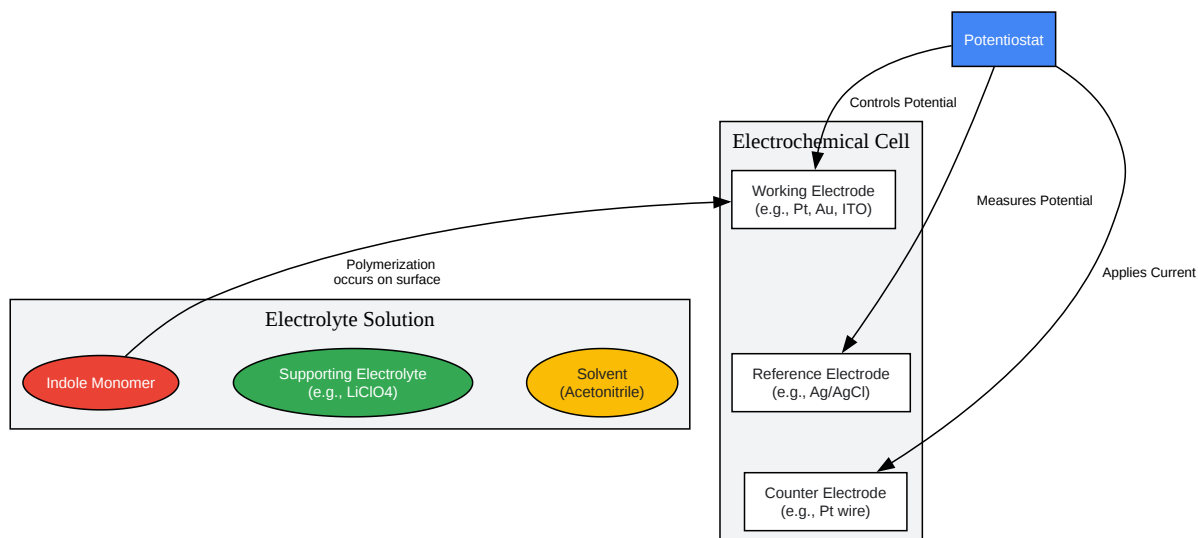 Potentiostat
Controls Potential
Electrochemical Cell
Working Electrode
(e.g., Pt, Au, ITO)
Measures Potential
Polymerization
occurs on surface
Applies Current
Electrolyte Solution
Indole Monomer
Supporting Electrolyte
(e.g., LiClO4)
Solvent
(Acetonitrile)
Reference Electrode
(e.g., Ag/AgCl)
Counter Electrode
(e.g., Pt wire)